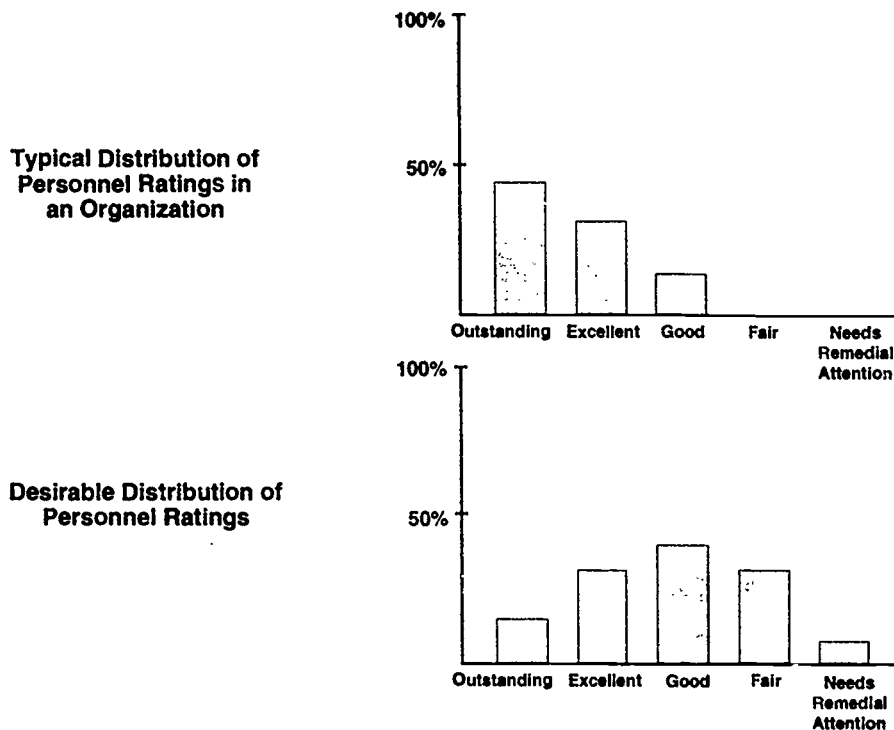 Typical Distribution of
Personnel Ratings in
an Organization
100%
50%
Outstanding Excellent Good Fair Needs
Remedial
Attention
Desirable Distribution of
Personnel Ratings
100%
50%
Outstanding Excellent Good Fair Needs
Remedial
Attention